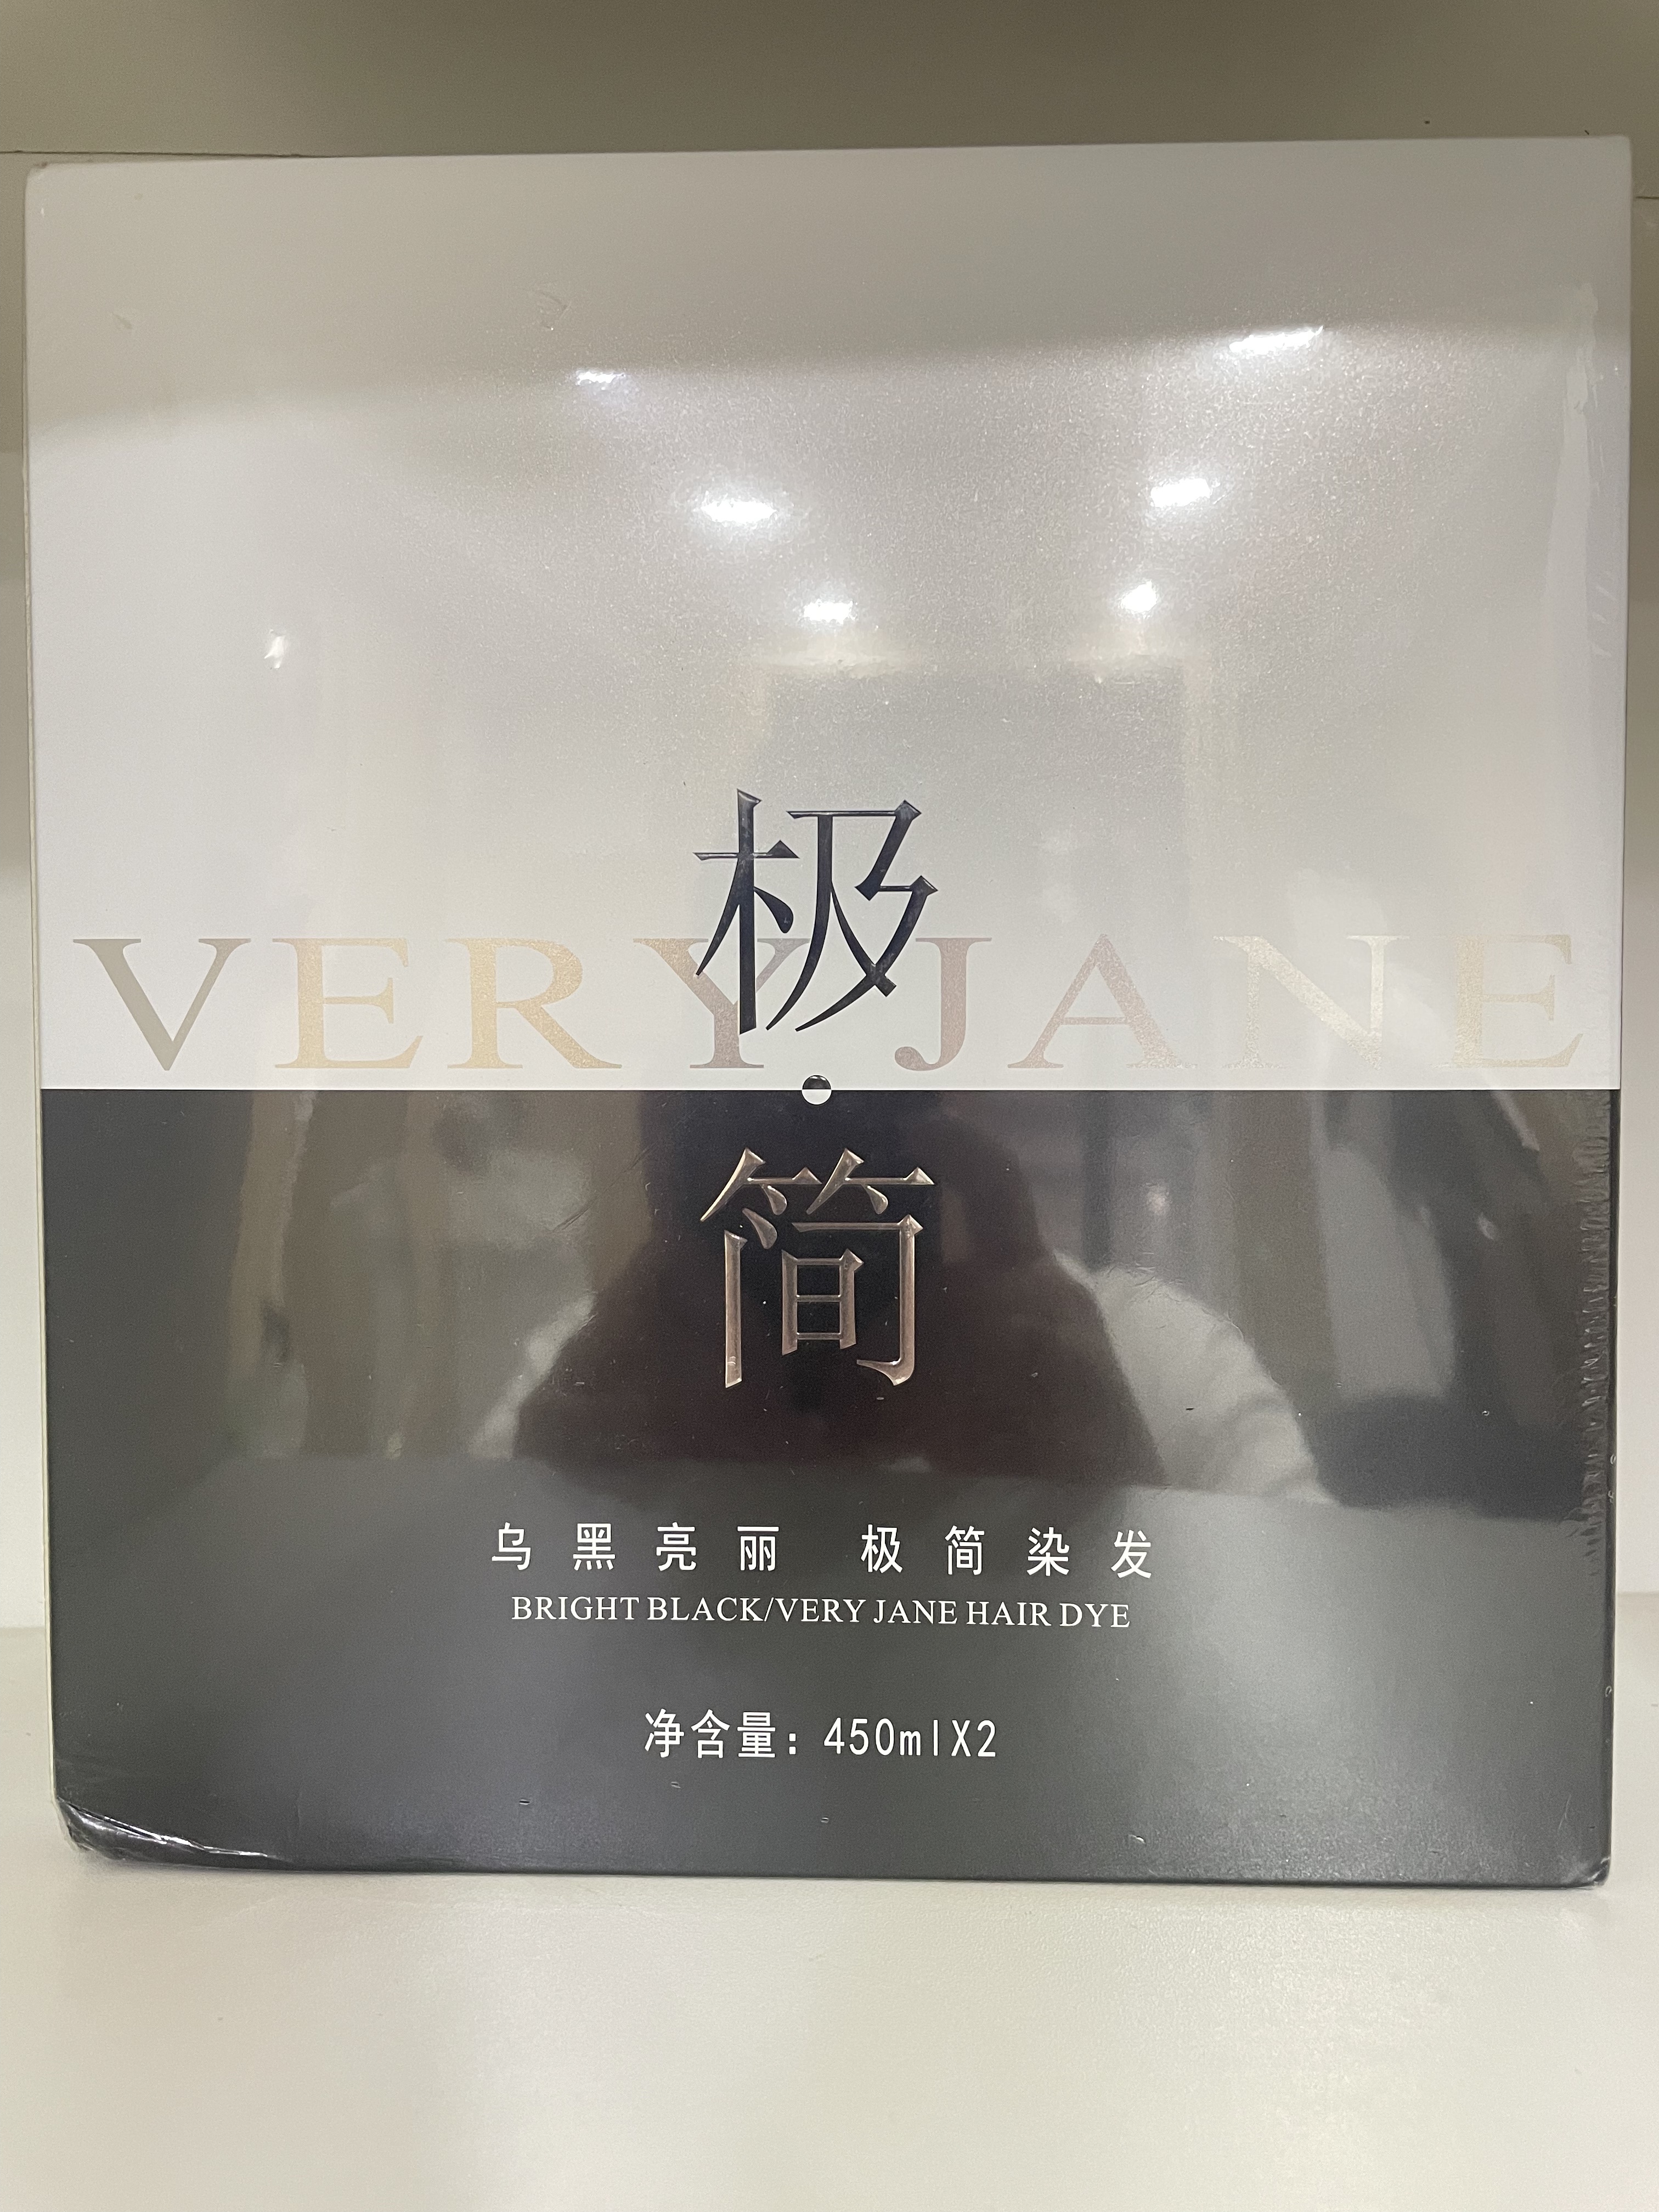 极
VERY JANE
简
乌黑亮丽 极简染发
BRIGHT BLACK/VERY JANE HAIR DYE
净含量：450mlX2